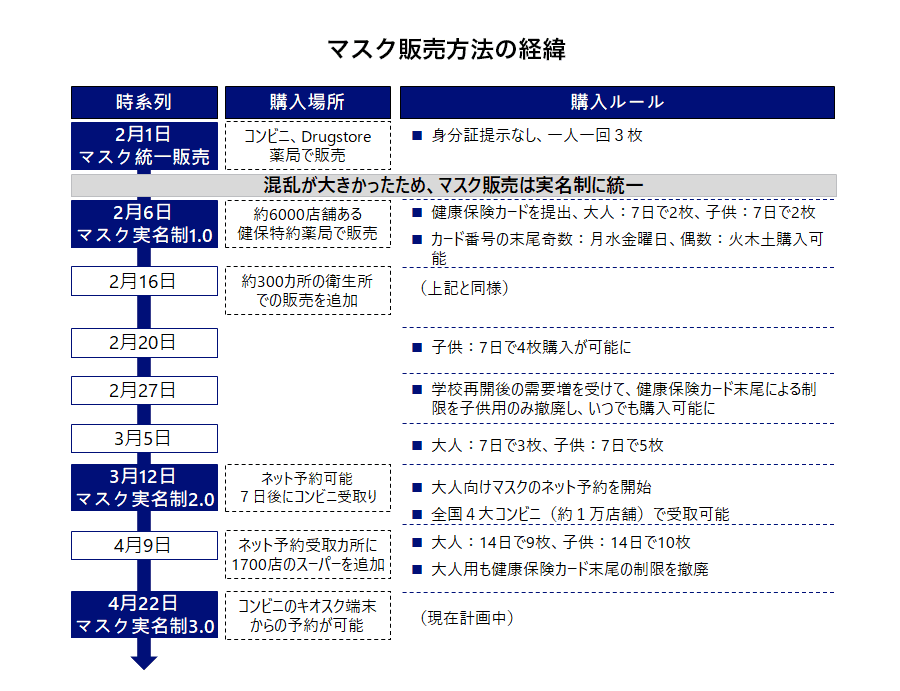 マスク販売方法の経緯
時系列
購入場所
購入ルール
2月1日
マスク統一販売
コンビニ、Drugstore
薬局で販売
■ 身分証提示なし、一人一回３枚
混乱が大きかったため、マスク販売は実名制に統一
2月6日
マスク実名制1.0
約6000店舗ある
健保特約薬局で販売
■ 健康保険カードを提出、大人：7日で2枚、子供：7日で2枚
■ カード番号の末尾奇数：月水金曜日、偶数：火木土購入可
能
2月16日
約300カ所の衛生所
での販売を追加
（上記と同様）
2月20日
■ 子供：7日で4枚購入が可能に
2月27日
■ 学校再開後の需要増を受けて、健康保険カード末尾による制
限を子供用のみ撤廃し、いつでも購入可能に
3月5日
■ 大人：7日で3枚、子供：7日で5枚
3月12日
マスク実名制2.0
ネット予約可能
７日後にコンビニ受取り
■ 大人向けマスクのネット予約を開始
■ 全国４大コンビニ（約１万店舗）で受取可能
4月9日
ネット予約受取カ所に
1700店のスーパーを追加
■ 大人：14日で9枚、子供：14日で10枚
■ 大人用も健康保険カード末尾の制限を撤廃
4月22日
マスク実名制3.0
コンビニのキオスク端末
からの予約が可能
（現在計画中）